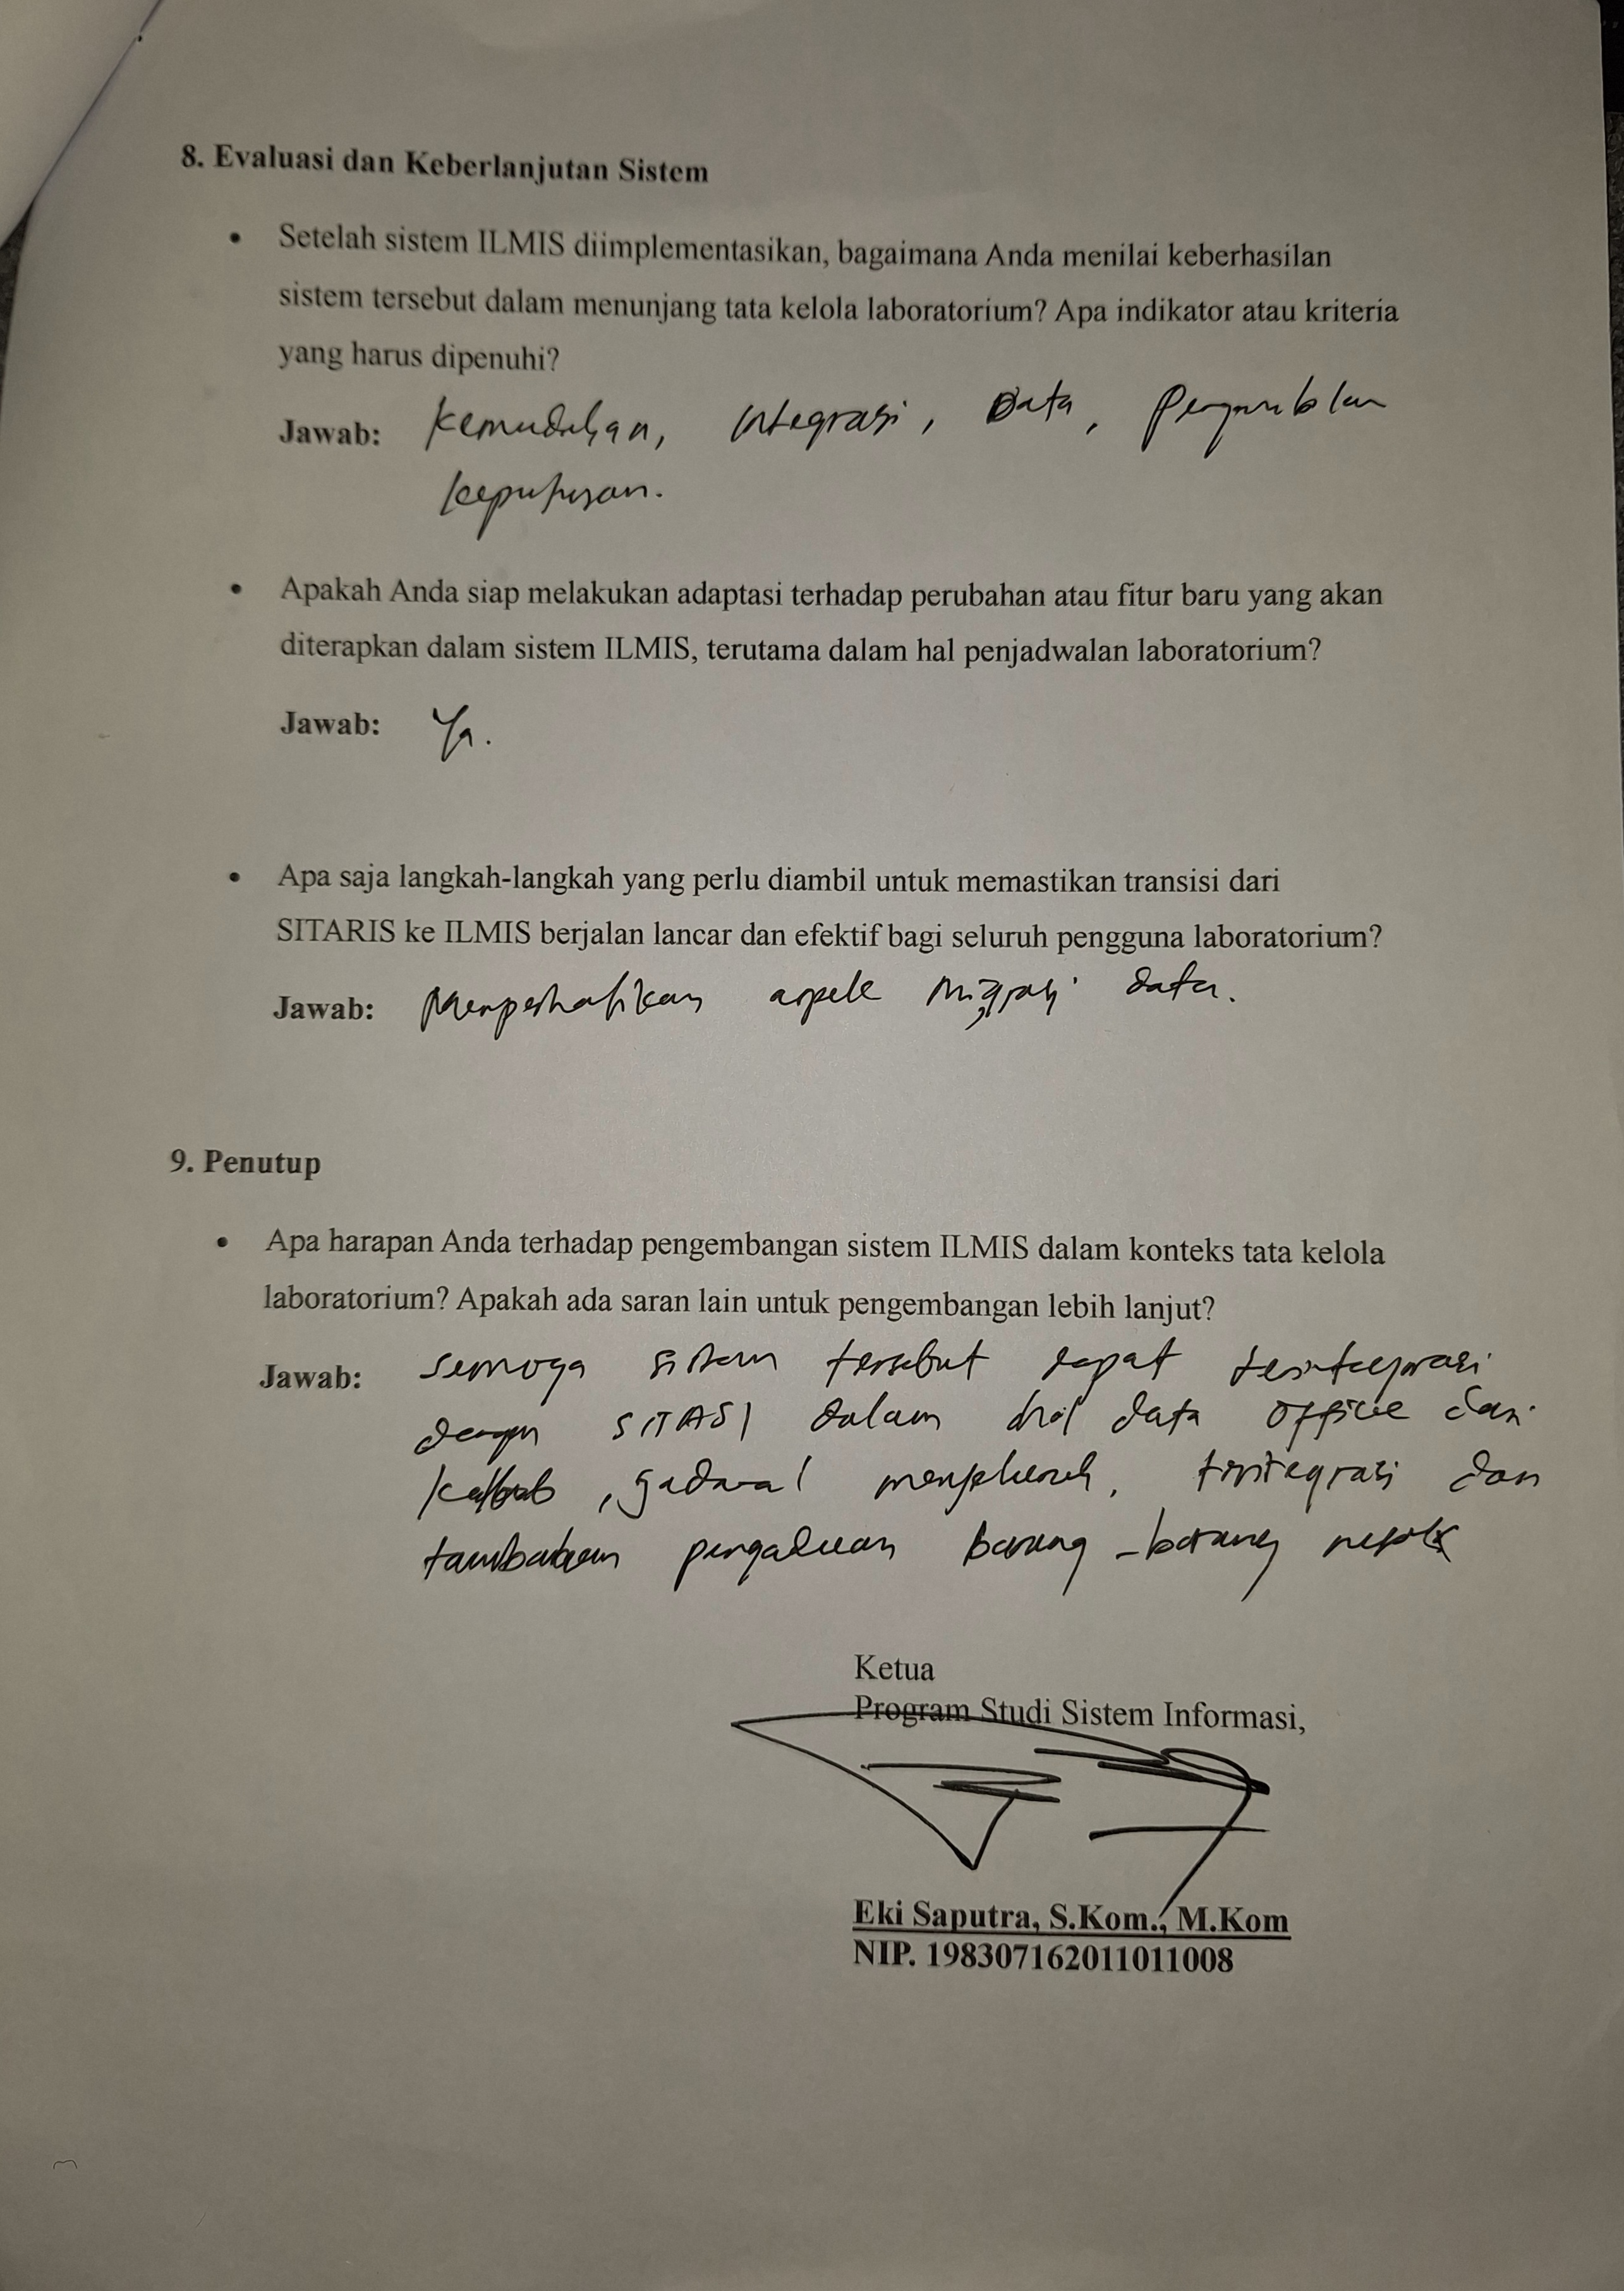 8. Evaluasi dan Keberlanjutan Sistem
• Setelah sistem ILMIS diimplementasikan, bagaimana Anda menilai keberhasilan
sistem tersebut dalam menunjang tata kelola laboratorium? Apa indikator atau kriteria
yang harus dipenuhi?
Jawab: Kemudahan, Integrasi, Data, Pengambilan
keputusan.
• Apakah Anda siap melakukan adaptasi terhadap perubahan atau fitur baru yang akan
diterapkan dalam sistem ILMIS, terutama dalam hal penjadwalan laboratorium?
Jawab: Ya.
• Apa saja langkah-langkah yang perlu diambil untuk memastikan transisi dari
SITARIS ke ILMIS berjalan lancar dan efektif bagi seluruh pengguna laboratorium?
Jawab: Memperhatikan aspek migrasi data.
9. Penutup
• Apa harapan Anda terhadap pengembangan sistem ILMIS dalam konteks tata kelola
laboratorium? Apakah ada saran lain untuk pengembangan lebih lanjut?
Jawab: semoga sistem tersebut dapat terintegrasi
dengan SITASI dalam hal data office dan
, jadwal menyeluruh, terintegrasi dan
tambahan pengaduan barang-barang
Ketua
Program Studi Sistem Informasi,
Eki Saputra, S.Kom., M.Kom
NIP. 198307162011011008